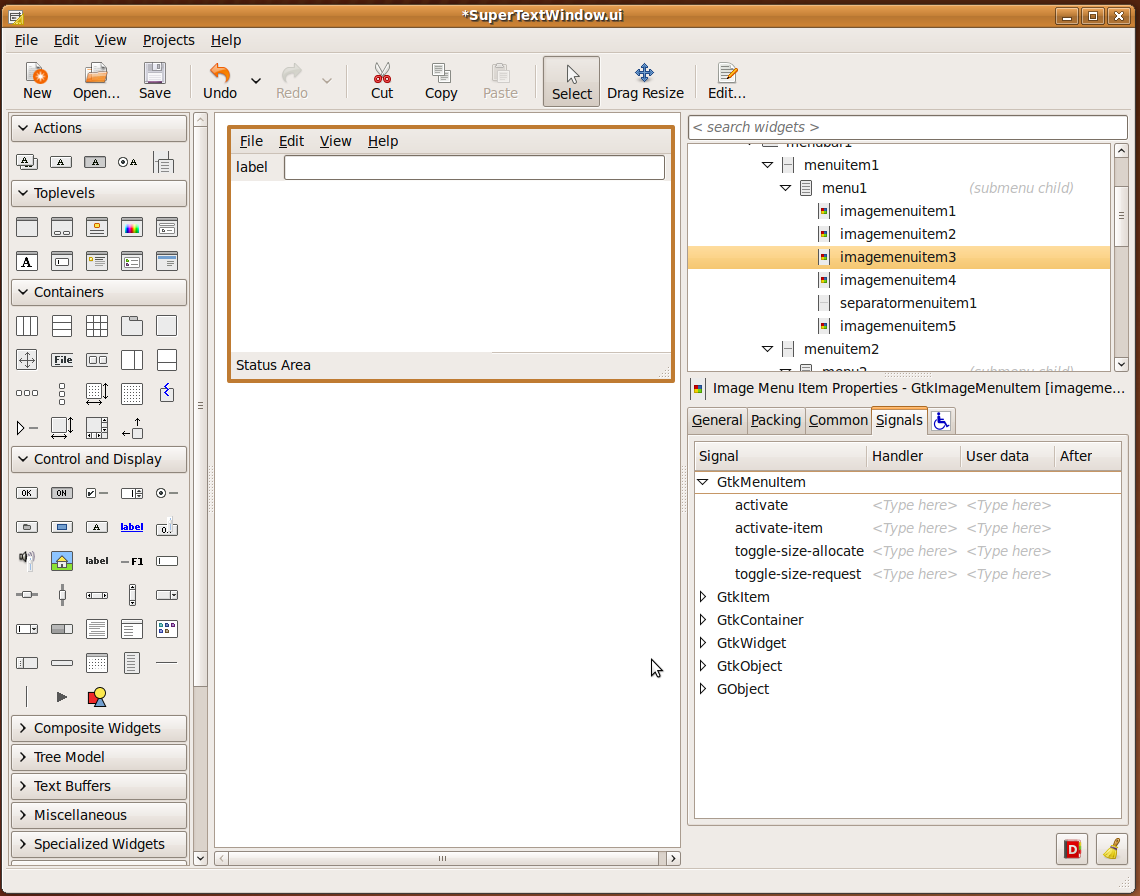 *SuperTextWindow.ui
File Edit View Projects Help
New Open... Save Undo Redo Cut Copy Paste Select Drag Resize Edit...
Actions
A A A A
Toplevels
A
Containers
File
Control and Display
OK ON
A label 0..
label F1
Composite Widgets
Tree Model
Text Buffers
Miscellaneous
Specialized Widgets
File Edit View Help
label
Status Area
< search widgets >
menubar1
menuitem1
menu1 (submenu child)
imagemenuitem1
imagemenuitem2
imagemenuitem3
imagemenuitem4
separatormenuitem1
imagemenuitem5
menuitem2
menu2 (submenu child)
Image Menu Item Properties - GtkImageMenuItem [imageme...
General Packing Common Signals
Signal Handler User data After
GtkMenuItem
activate <Type here> <Type here>
activate-item <Type here> <Type here>
toggle-size-allocate <Type here> <Type here>
toggle-size-request <Type here> <Type here>
GtkItem
GtkContainer
GtkWidget
GtkObject
GObject
D